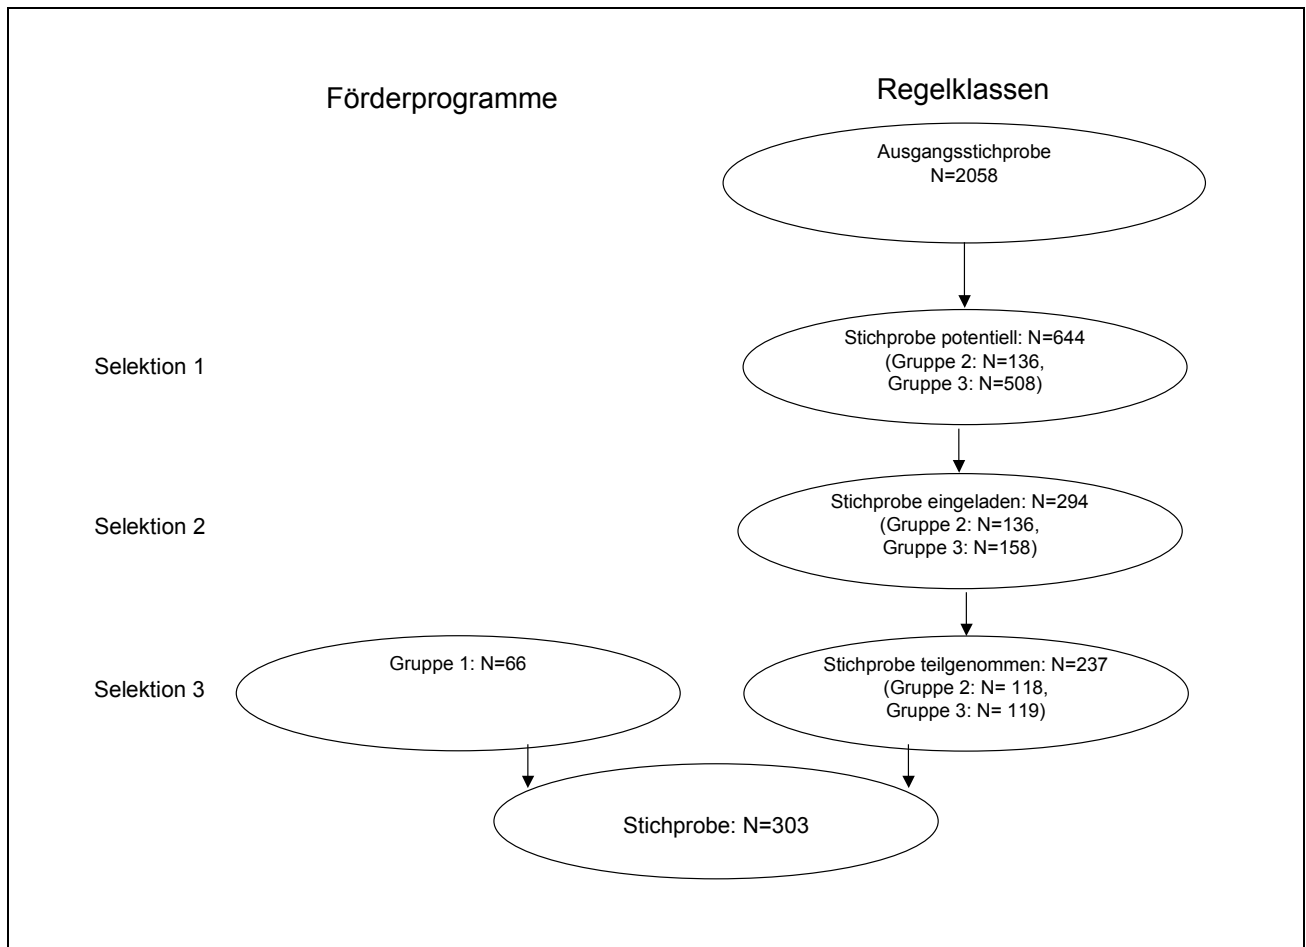 Förderprogramme
Regelklassen
Ausgangsstichprobe
N=2058
Selektion 1
Stichprobe potentiell: N=644
(Gruppe 2: N=136,
Gruppe 3: N=508)
Selektion 2
Stichprobe eingeladen: N=294
(Gruppe 2: N=136,
Gruppe 3: N=158)
Selektion 3
Gruppe 1: N=66
Stichprobe teilgenommen: N=237
(Gruppe 2: N= 118,
Gruppe 3: N= 119)
Stichprobe: N=303